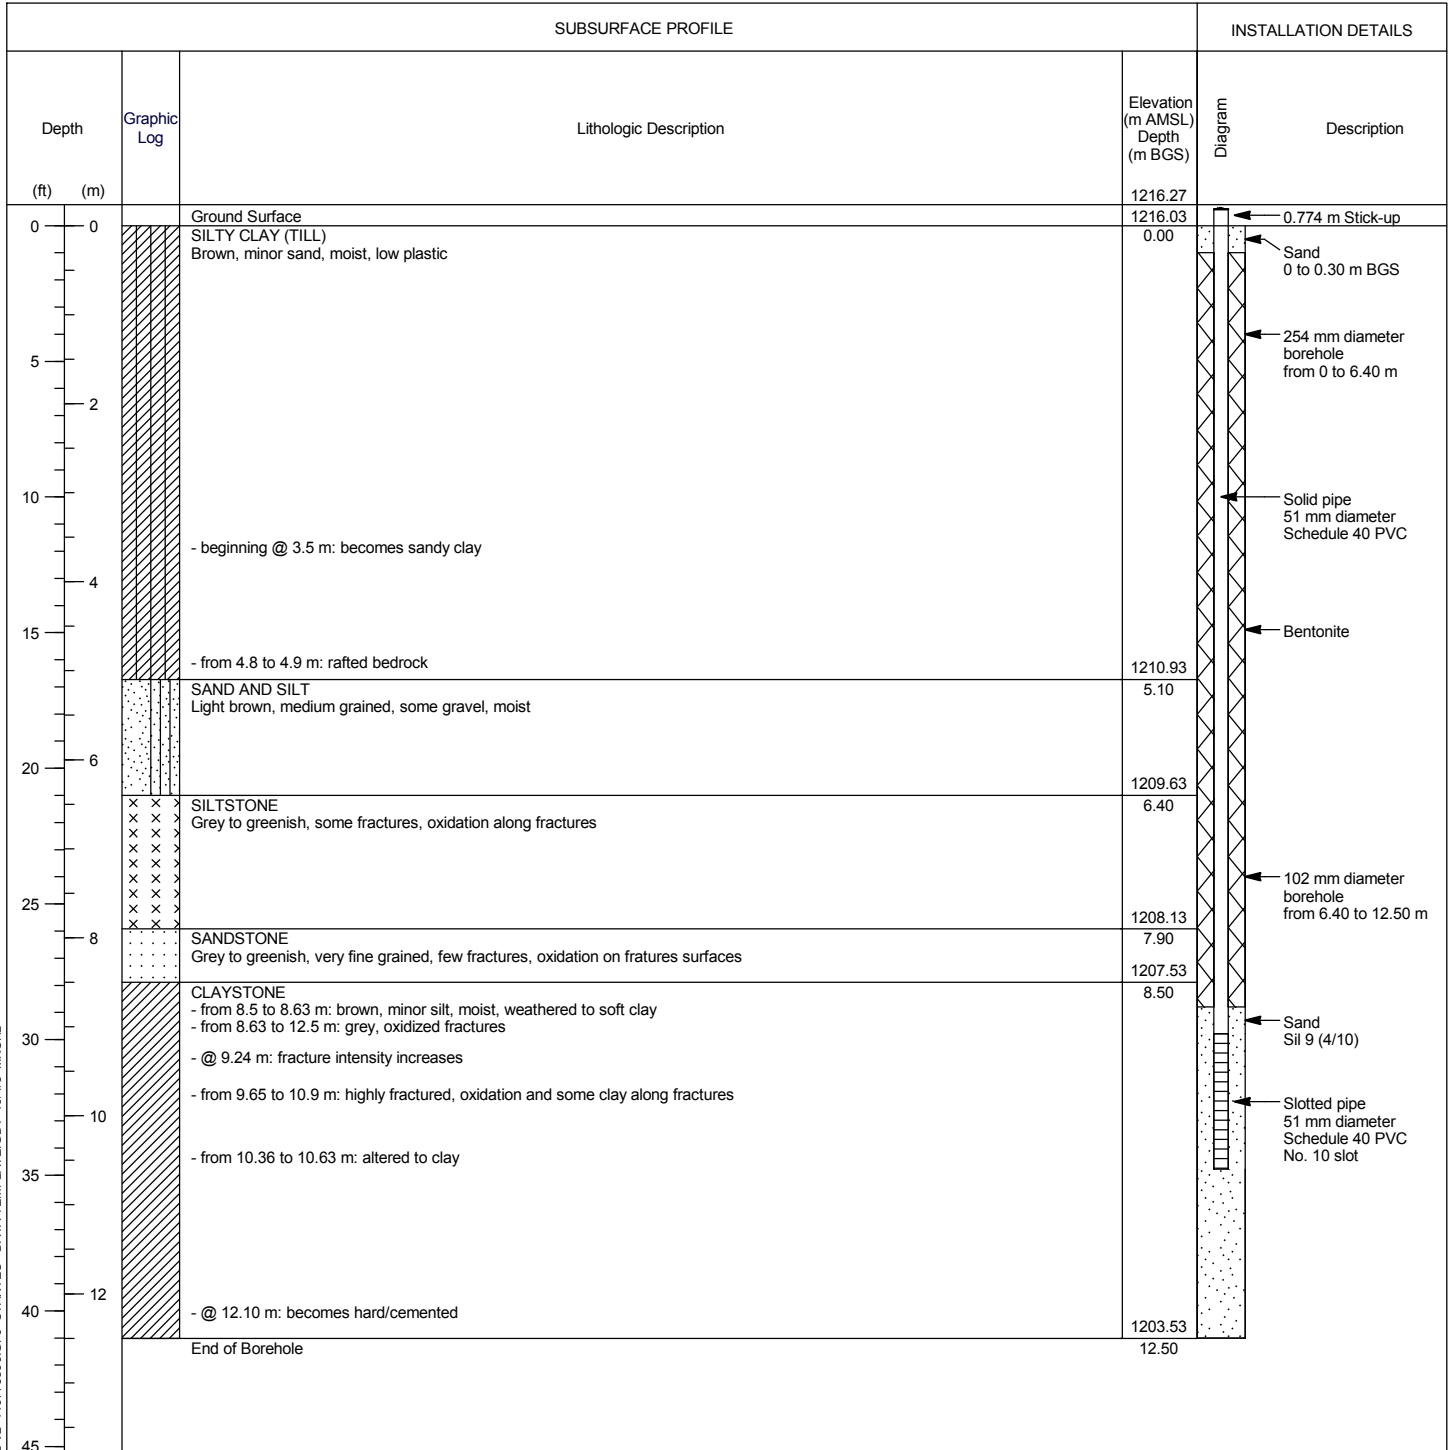 SUBSURFACE PROFILE
INSTALLATION DETAILS
Depth
(ft) (m)
Graphic
Log
Lithologic Description
Elevation
(m AMSL)
Depth
(m BGS)
Diagram
Description
1216.27
Ground Surface
1216.03
0.774 m Stick-up
0 0
SILTY CLAY (TILL)
0.00
Brown, minor sand, moist, low plastic
Sand
0 to 0.30 m BGS
254 mm diameter
borehole
from 0 to 6.40 m
5
2
10
Solid pipe
51 mm diameter
Schedule 40 PVC
- beginning @ 3.5 m: becomes sandy clay
4
15
Bentonite
- from 4.8 to 4.9 m: rafted bedrock
1210.93
SAND AND SILT
5.10
Light brown, medium grained, some gravel, moist
6
20
1209.63
SILTSTONE
6.40
Grey to greenish, some fractures, oxidation along fractures
102 mm diameter
borehole
from 6.40 to 12.50 m
25
1208.13
8
SANDSTONE
7.90
Grey to greenish, very fine grained, few fractures, oxidation on fratures surfaces
1207.53
CLAYSTONE
8.50
- from 8.5 to 8.63 m: brown, minor silt, moist, weathered to soft clay
- from 8.63 to 12.5 m: grey, oxidized fractures
Sand
Sil 9 (4/10)
30
- @ 9.24 m: fracture intensity increases
- from 9.65 to 10.9 m: highly fractured, oxidation and some clay along fractures
10
Slotted pipe
51 mm diameter
Schedule 40 PVC
No. 10 slot
- from 10.36 to 10.63 m: altered to clay
35
12
40
- @ 12.10 m: becomes hard/cemented
1203.53
End of Borehole
12.50
45